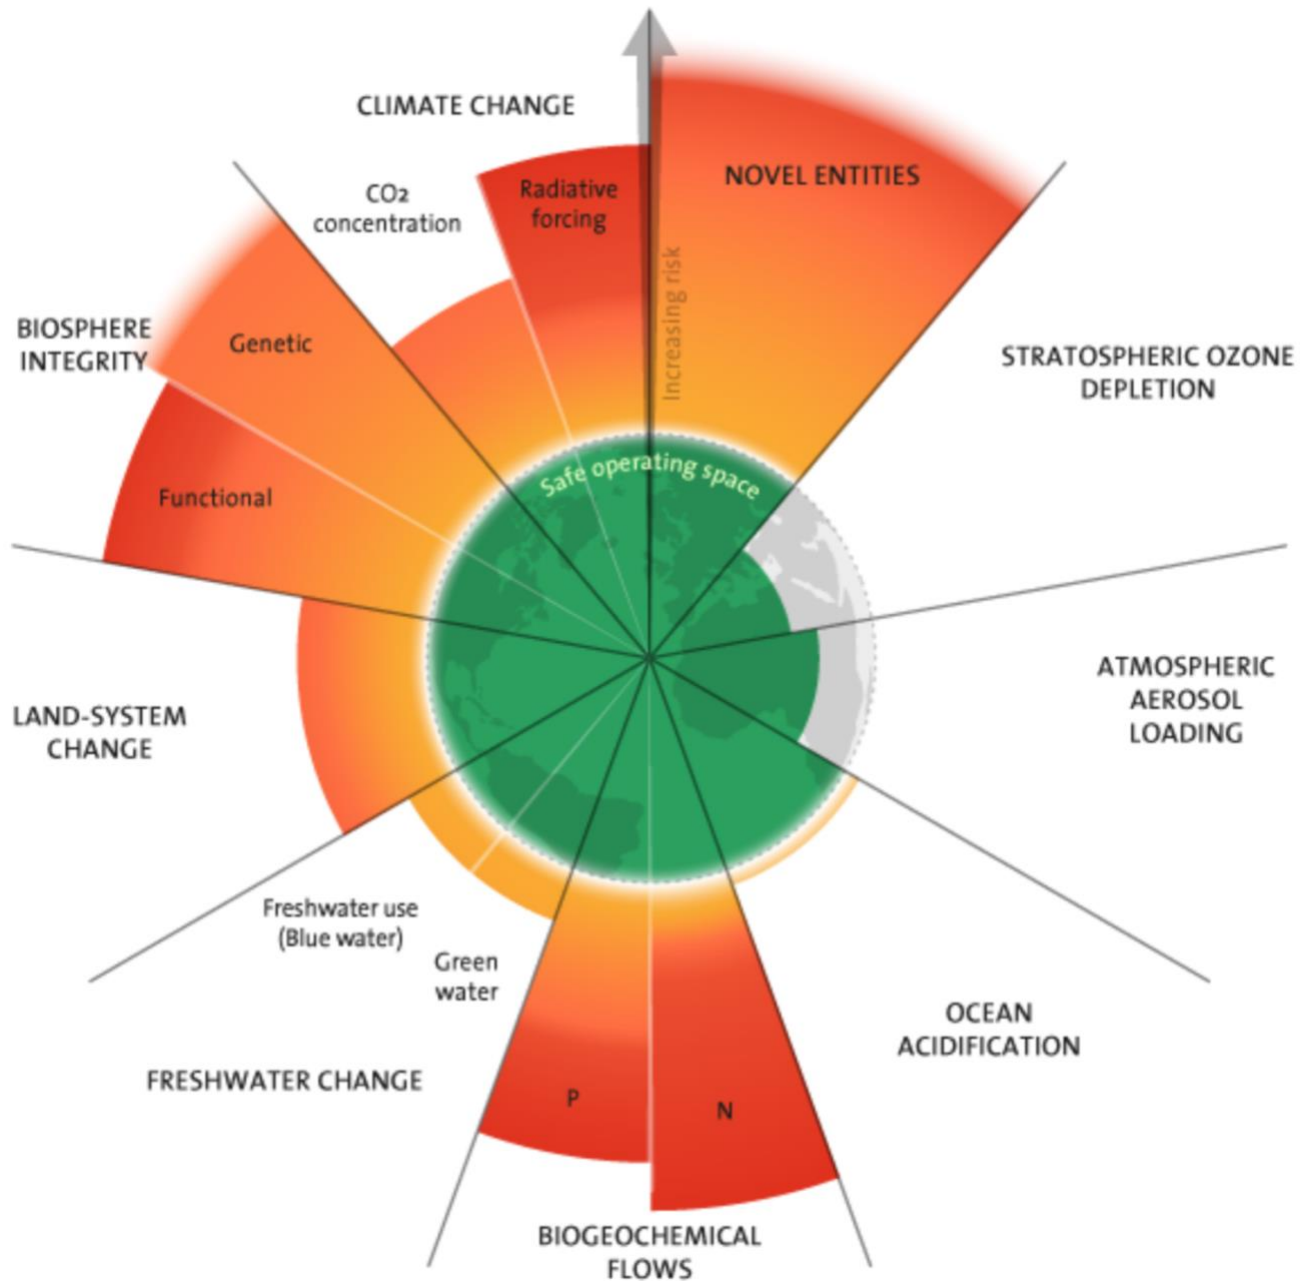 CLIMATE CHANGE
CO2
concentration
Radiative
forcing
NOVEL ENTITIES
Increasing risk
BIOSPHERE
INTEGRITY
Genetic
Functional
STRATOSPHERIC OZONE
DEPLETION
Safe operating space
ATMOSPHERIC
AEROSOL
LOADING
LAND-SYSTEM
CHANGE
Freshwater use
(Blue water)
Green
water
FRESHWATER CHANGE
P
N
OCEAN
ACIDIFICATION
BIOGEOCHEMICAL
FLOWS